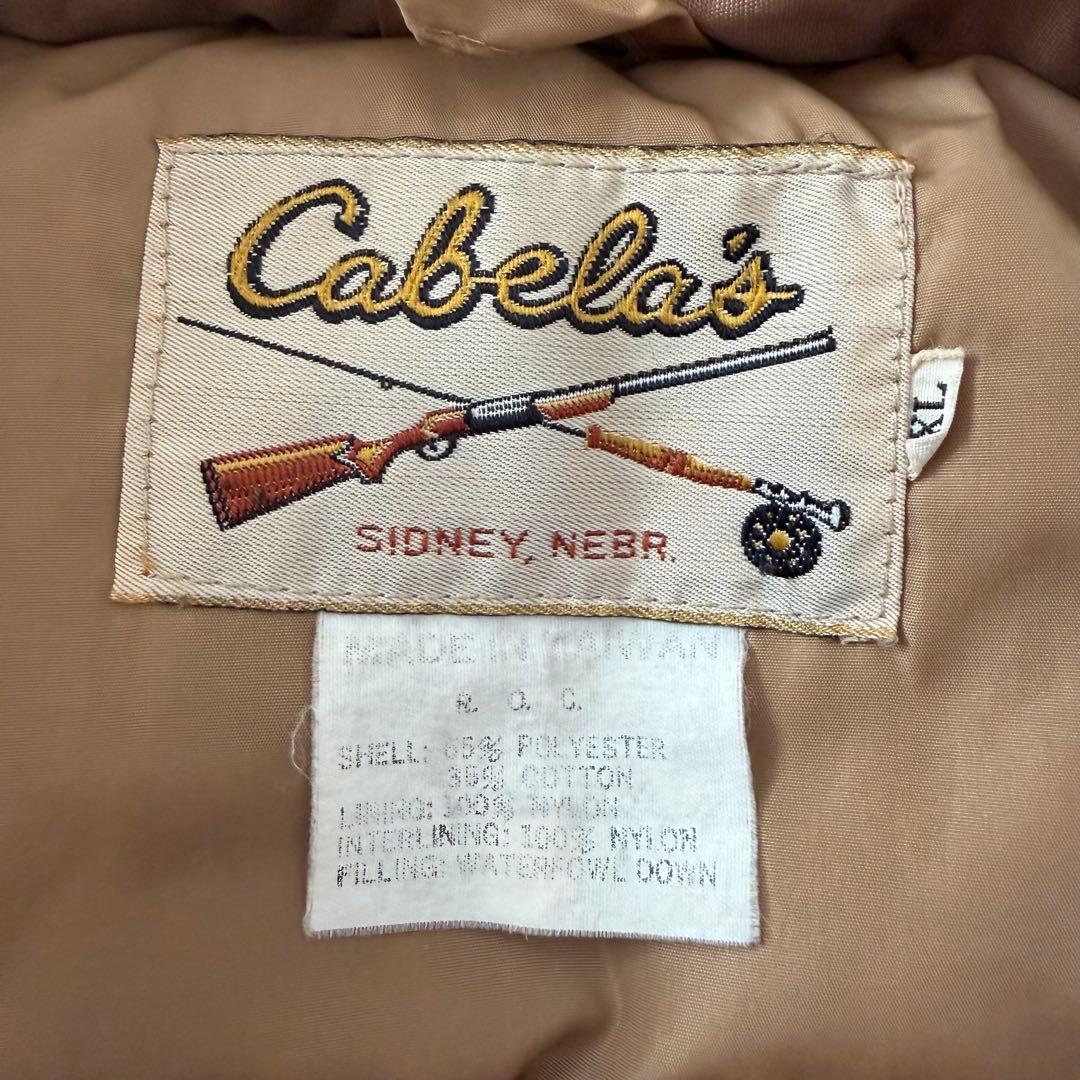 Cabela's
SIDNEY, NEBR.
XL
MADE IN TAIWAN
R. O. C.
SHELL: 65% POLYESTER
35% COTTON
LINING: 100% NYLON
INTERLINING: 100% NYLON
FILLING: WATERFOWL DOWN